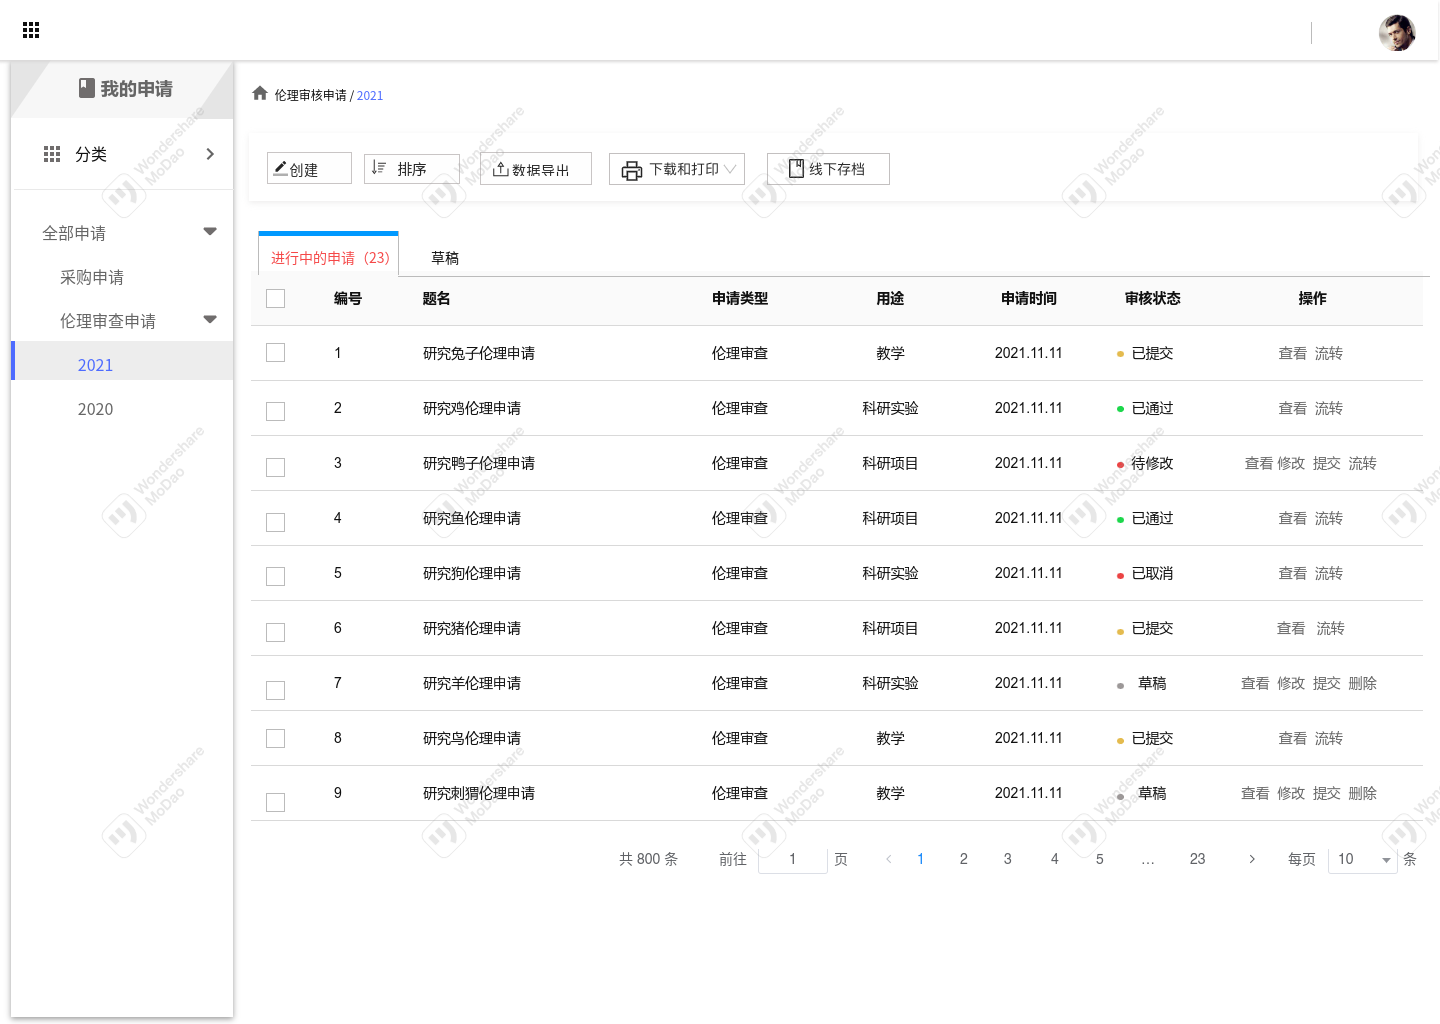 我的申请
分类
全部申请
采购申请
伦理审查申请
2021
2020
伦理审核申请 / 2021
创建 排序 数据导出 下载和打印 线下存档
进行中的申请（23） 草稿
编号 题名 申请类型 用途 申请时间 审核状态 操作
1 研究兔子伦理申请 伦理审查 教学 2021.11.11 已提交 查看 流转
2 研究鸡伦理申请 伦理审查 科研实验 2021.11.11 已通过 查看 流转
3 研究鸭子伦理申请 伦理审查 科研项目 2021.11.11 待修改 查看 修改 提交 流转
4 研究鱼伦理申请 伦理审查 科研项目 2021.11.11 已通过 查看 流转
5 研究狗伦理申请 伦理审查 科研实验 2021.11.11 已取消 查看 流转
6 研究猪伦理申请 伦理审查 科研项目 2021.11.11 已提交 查看 流转
7 研究羊伦理申请 伦理审查 科研实验 2021.11.11 草稿 查看 修改 提交 删除
8 研究鸟伦理申请 伦理审查 教学 2021.11.11 已提交 查看 流转
9 研究刺猬伦理申请 伦理审查 教学 2021.11.11 草稿 查看 修改 提交 删除
共 800 条 前往 1 页 1 2 3 4 5 ... 23 每页 10 条
Wondershare
MoDao